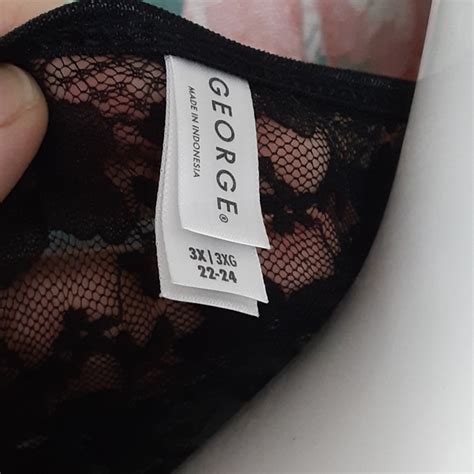 GEORGE®
MADE IN INDONESIA
3X | 3XG
22-24